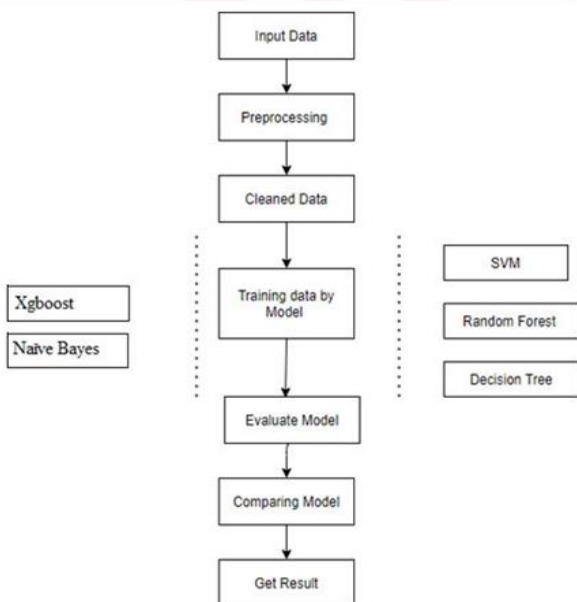 Input Data
Preprocessing
Cleaned Data
Training data by
Model
Xgboost
Naïve Bayes
SVM
Random Forest
Decision Tree
Evaluate Model
Comparing Model
Get Result